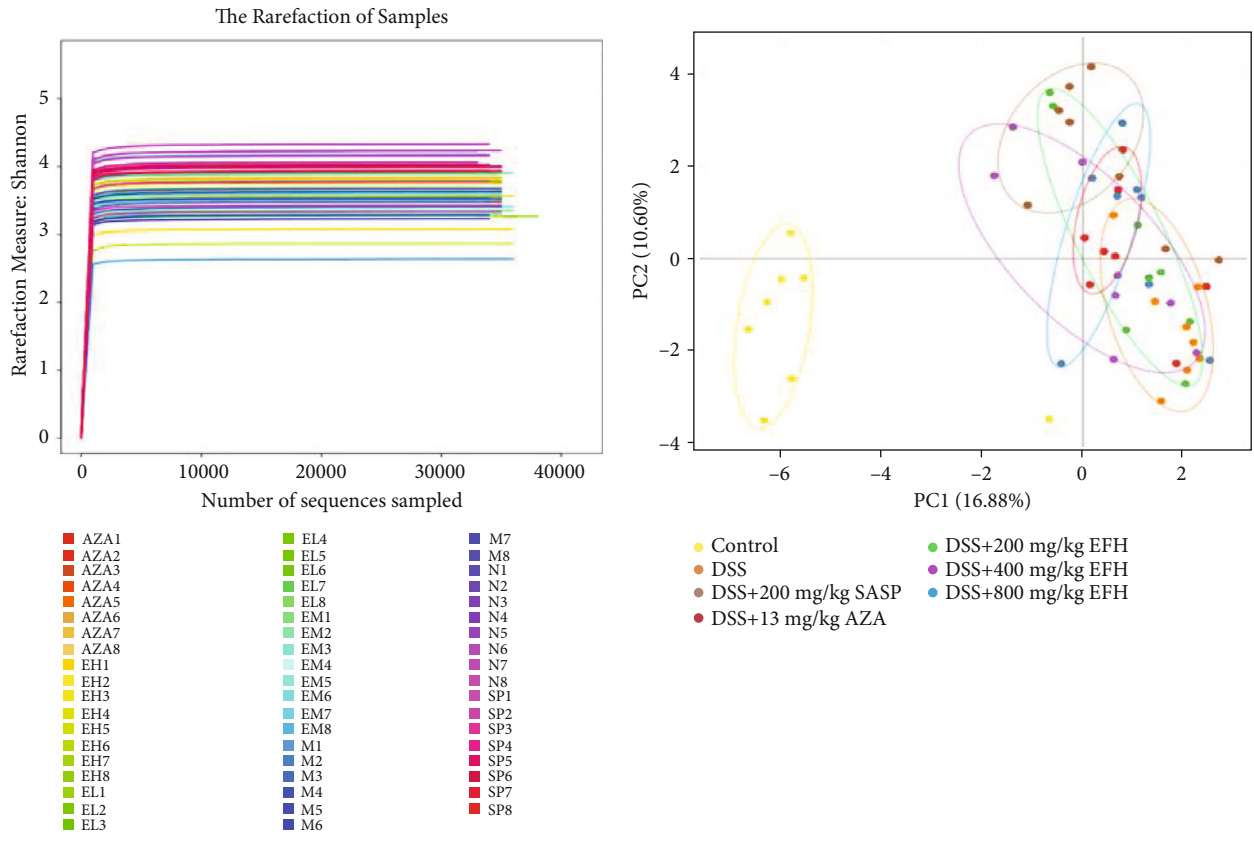 The Rarefaction of Samples
Rarefaction Measure: Shannon
5
4
3
2
1
0
0 10000 20000 30000 40000
Number of sequences sampled
AZA1
AZA2
AZA3
AZA4
AZA5
AZA6
AZA7
AZA8
EH1
EH2
EH3
EH4
EH5
EH6
EH7
EH8
EL1
EL2
EL3
EL4
EL5
EL6
EL7
EL8
EM1
EM2
EM3
EM4
EM5
EM6
EM7
EM8
M1
M2
M3
M4
M5
M6
M7
M8
N1
N2
N3
N4
N5
N6
N7
N8
SP1
SP2
SP3
SP4
SP5
SP6
SP7
SP8
PC2 (10.60%)
4
2
0
−2
−4
−6 −4 −2 0 2
PC1 (16.88%)
Control
DSS
DSS+200 mg/kg SASP
DSS+13 mg/kg AZA
DSS+200 mg/kg EFH
DSS+400 mg/kg EFH
DSS+800 mg/kg EFH